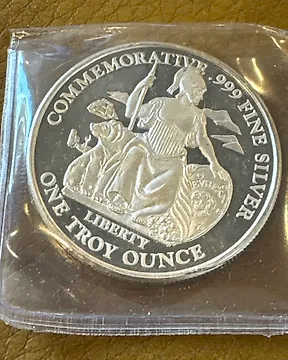 COMMEMORATIVE .999 FINE SILVER
LIBERTY
ONE TROY OUNCE